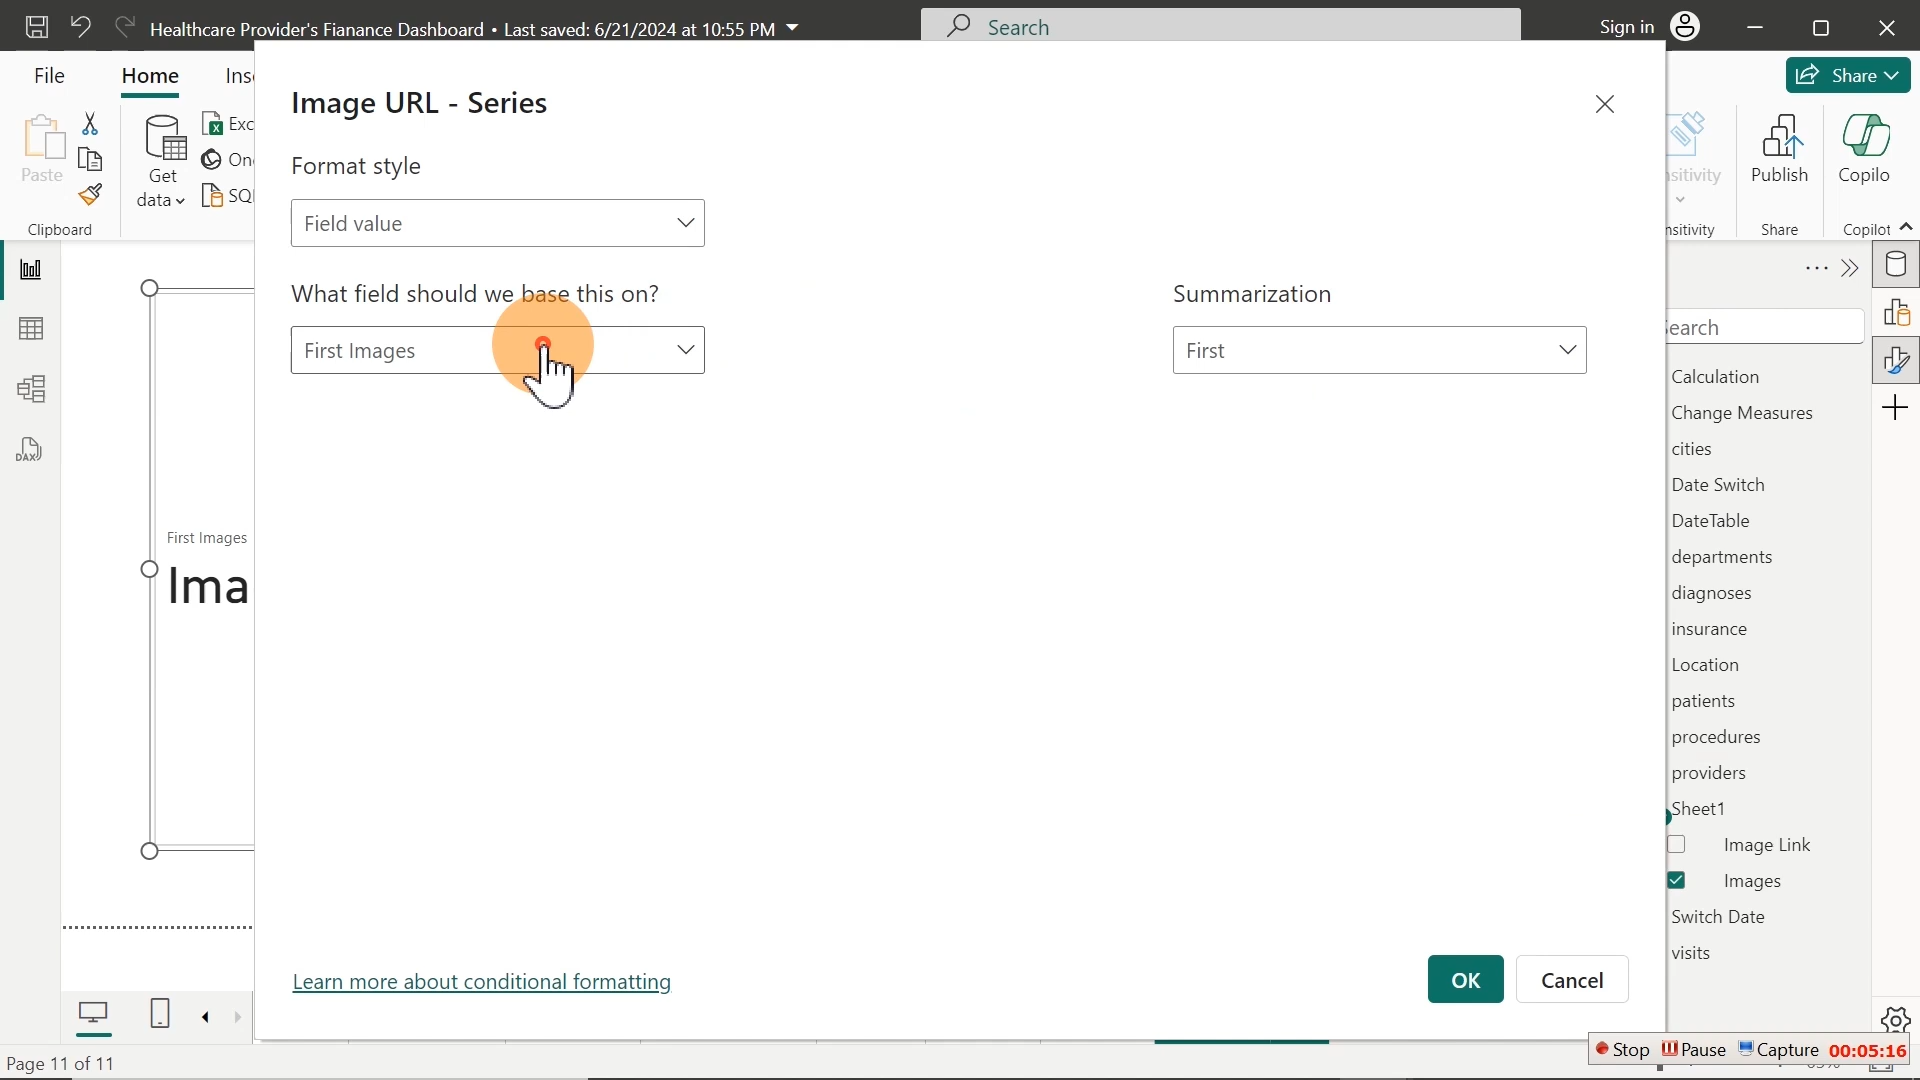 Healthcare Provider's Fianance Dashboard • Last saved: 6/21/2024 at 10:55 PM
Search
Sign in
File
Home
Ins
Share
Paste
Clipboard
Get
data
Exc
One
SQL
Image URL - Series
Format style
Field value
What field should we base this on?
First Images
Summarization
First
Learn more about conditional formatting
OK
Cancel
First Images
Ima
sitivity
nsitivity
Publish
Share
Copilo
Copilot
earch
Calculation
Change Measures
cities
Date Switch
DateTable
departments
diagnoses
insurance
Location
patients
procedures
providers
Sheet1
Image Link
Images
Switch Date
visits
DAX
Page 11 of 11
Stop
Pause
Capture
00:05:16